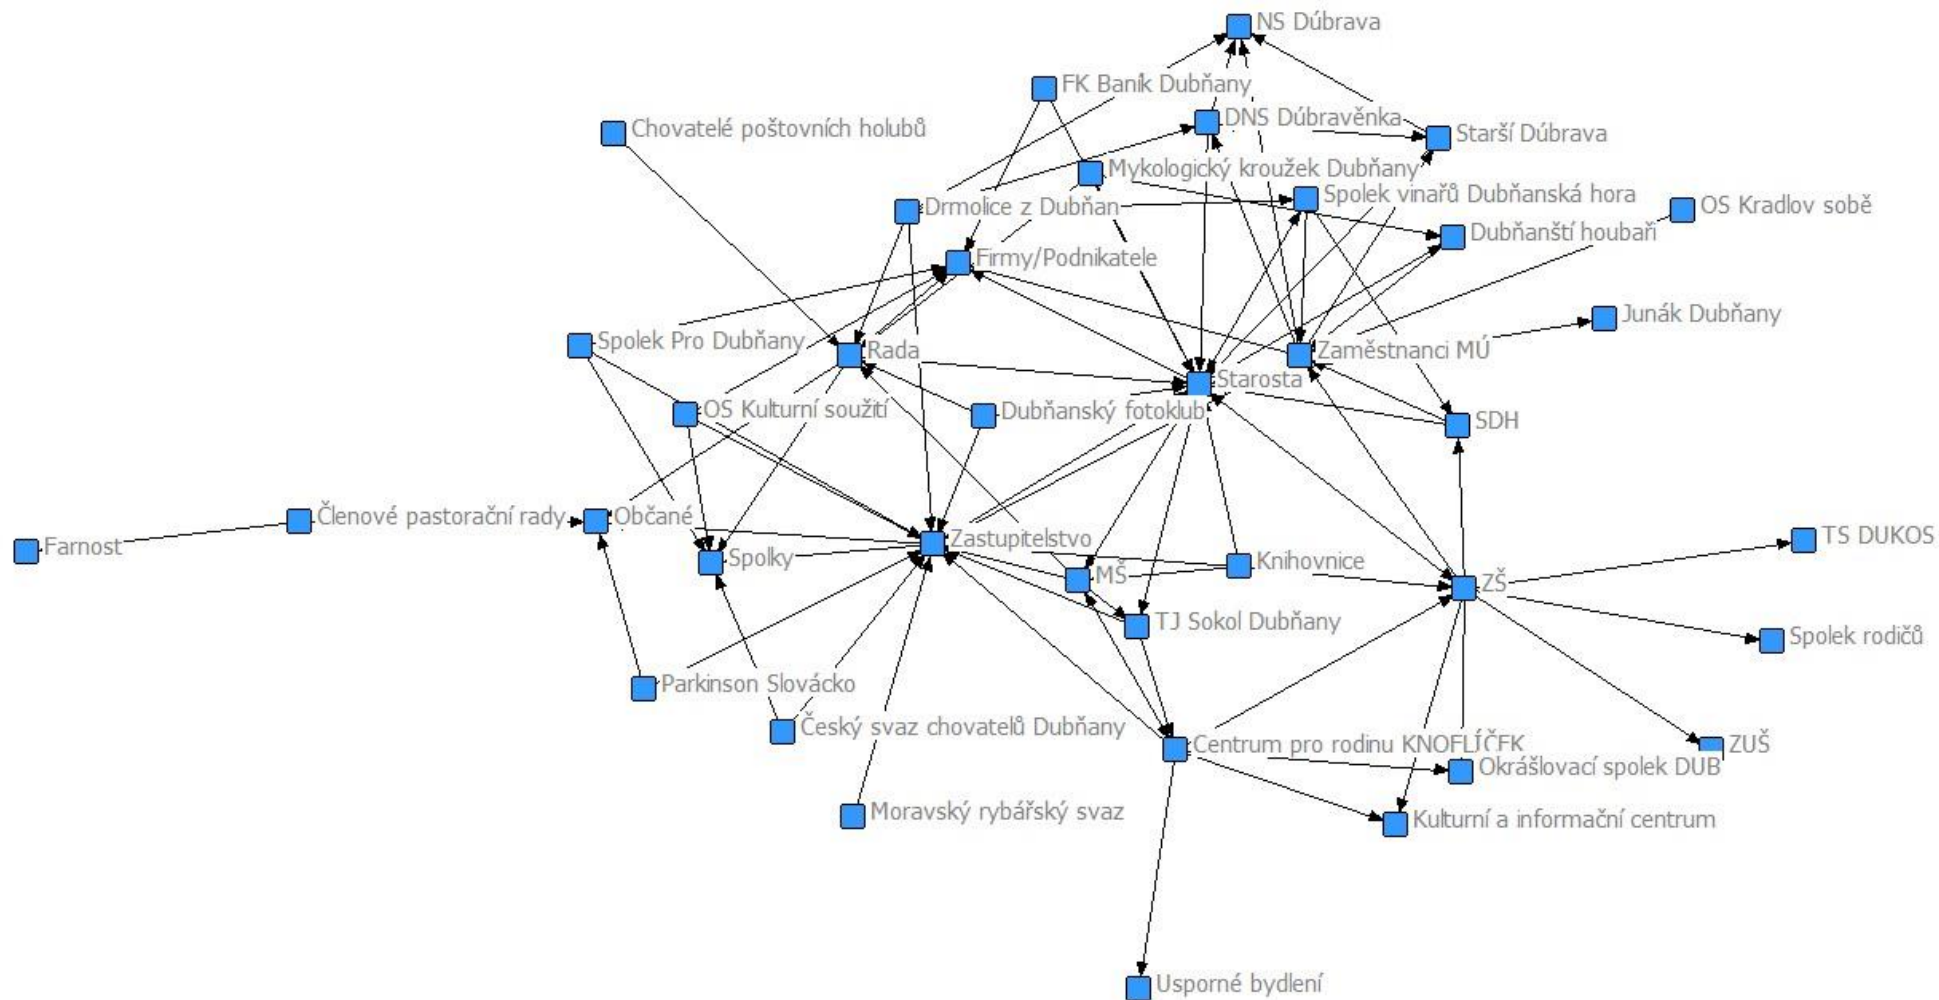 NS Dúbrava
FK Baník Dubňany
DNS Dúbravěnka
Chovatelé poštovních holubů
Starší Dúbrava
Mykologický kroužek Dubňany
Spolek vinařů Dubňanská hora
Drmolice z Dubňan
OS Kradlov sobě
Dubňanští houbaři
Firmy/Podnikatele
Junák Dubňany
Spolek Pro Dubňany
Rada
Zaměstnanci MÚ
Starosta
OS Kulturní soužití
Dubňanský fotoklub
SDH
Členové pastorační rady
Občané
Farnost
Zastupitelstvo
TS DUKOS
Spolky
Knihovnice
MŠ
ZŠ
TJ Sokol Dubňany
Spolek rodičů
Parkinson Slovácko
Český svaz chovatelů Dubňany
Centrum pro rodinu KNOFLÍČEK
ZUŠ
Okrášlovací spolek DUB
Moravský rybářský svaz
Kulturní a informační centrum
Usporné bydlení